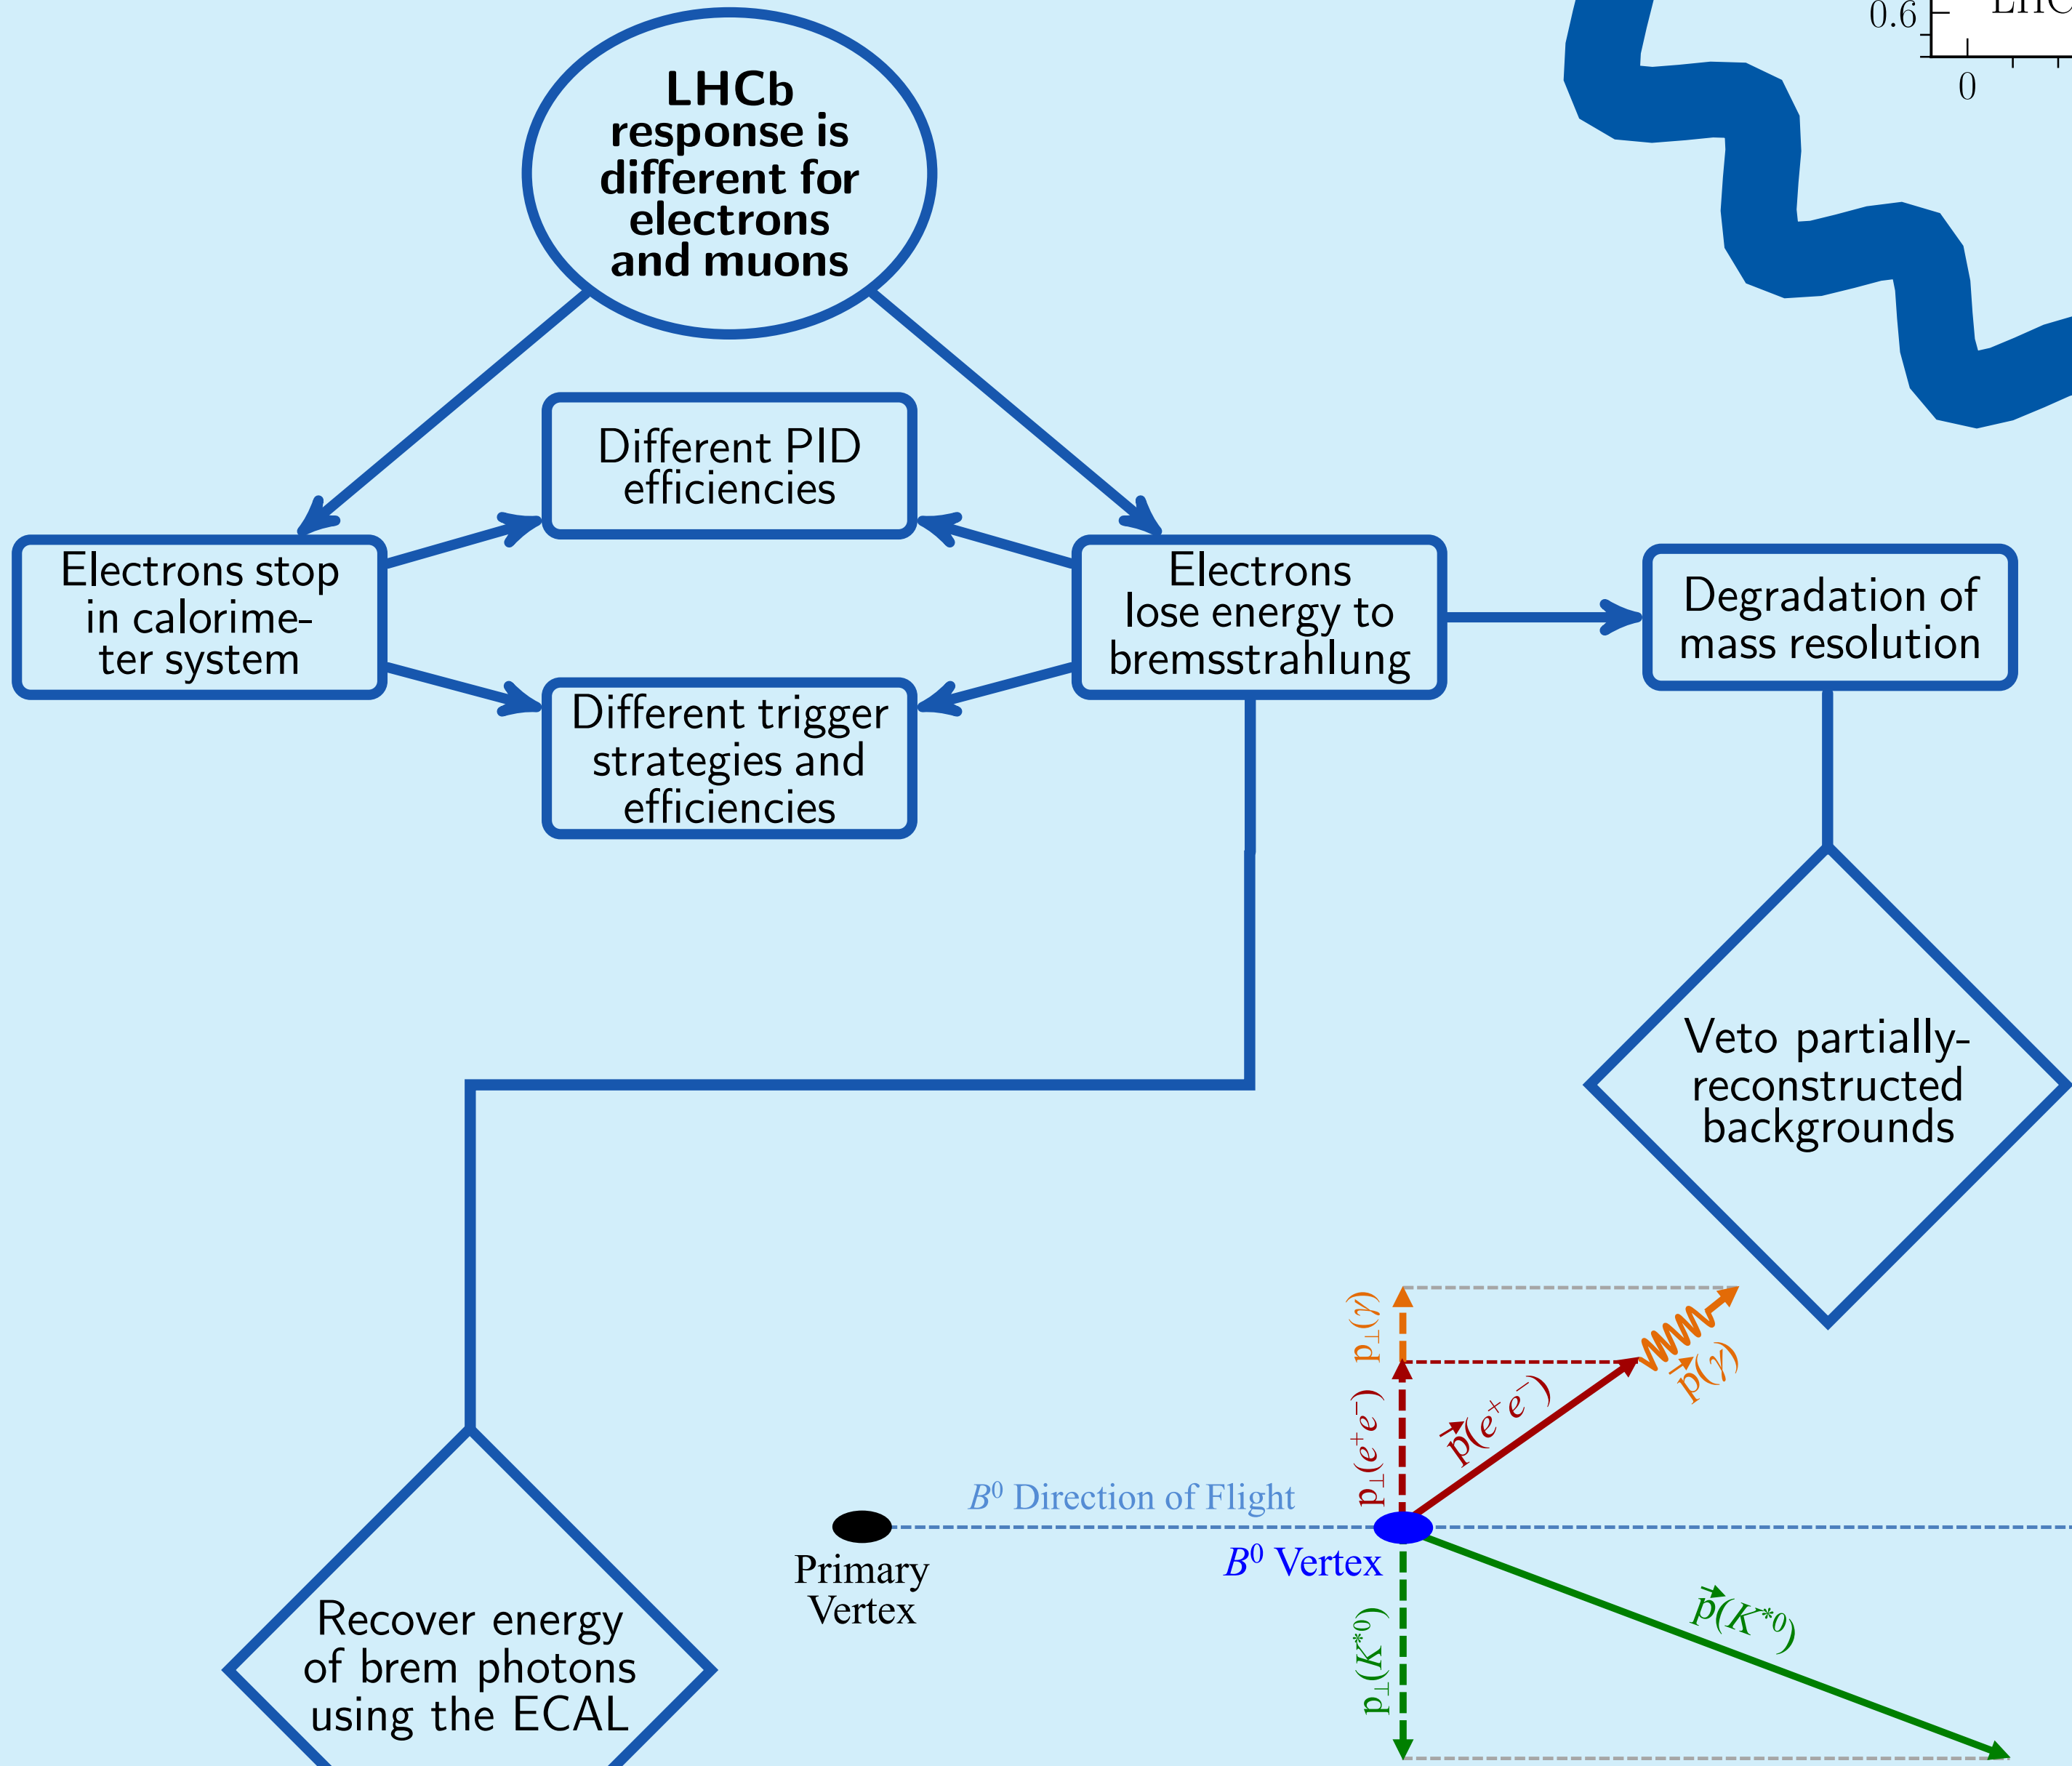 LHCb
response is
different for
electrons
and muons
0.6
LHC
0
Different PID
efficiencies
Electrons stop
in calorime-
ter system
Electrons
lose energy to
bremsstrahlung
Degradation of
mass resolution
Different trigger
strategies and
efficiencies
Veto partially-
reconstructed
backgrounds
p⊤(γ)
p⃗(γ)
p⊤(e⁺e⁻)
p⃗(e⁺e⁻)
B⁰ Direction of Flight
Primary
Vertex
B⁰ Vertex
p⊤(K*⁰)
p⃗(K*⁰)
Recover energy
of brem photons
using the ECAL